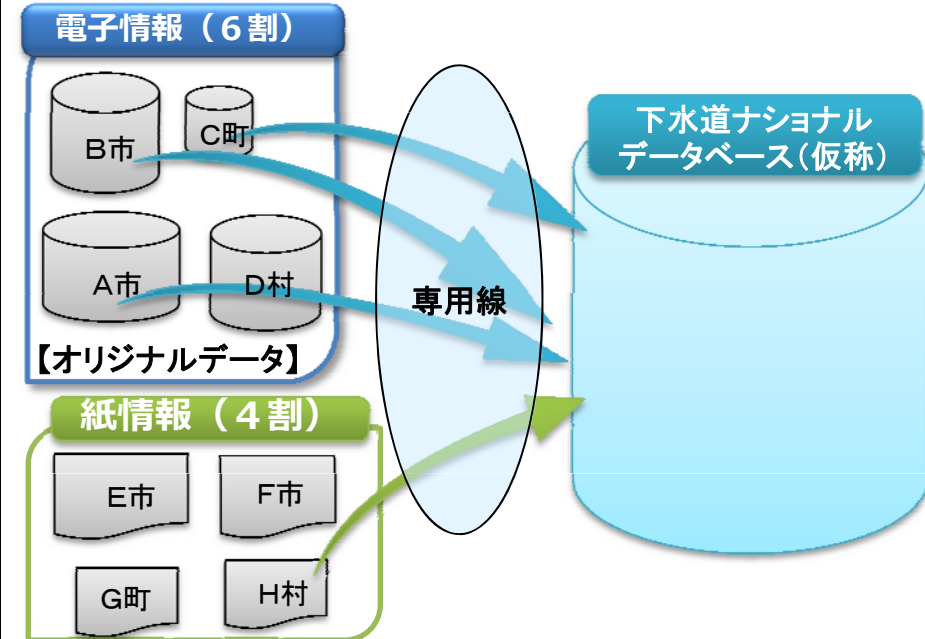 電子情報（６割）
B市
C町
A市
D村
【オリジナルデータ】
紙情報（４割）
E市
F市
G町
H村
専用線
下水道ナショナル
データベース（仮称）